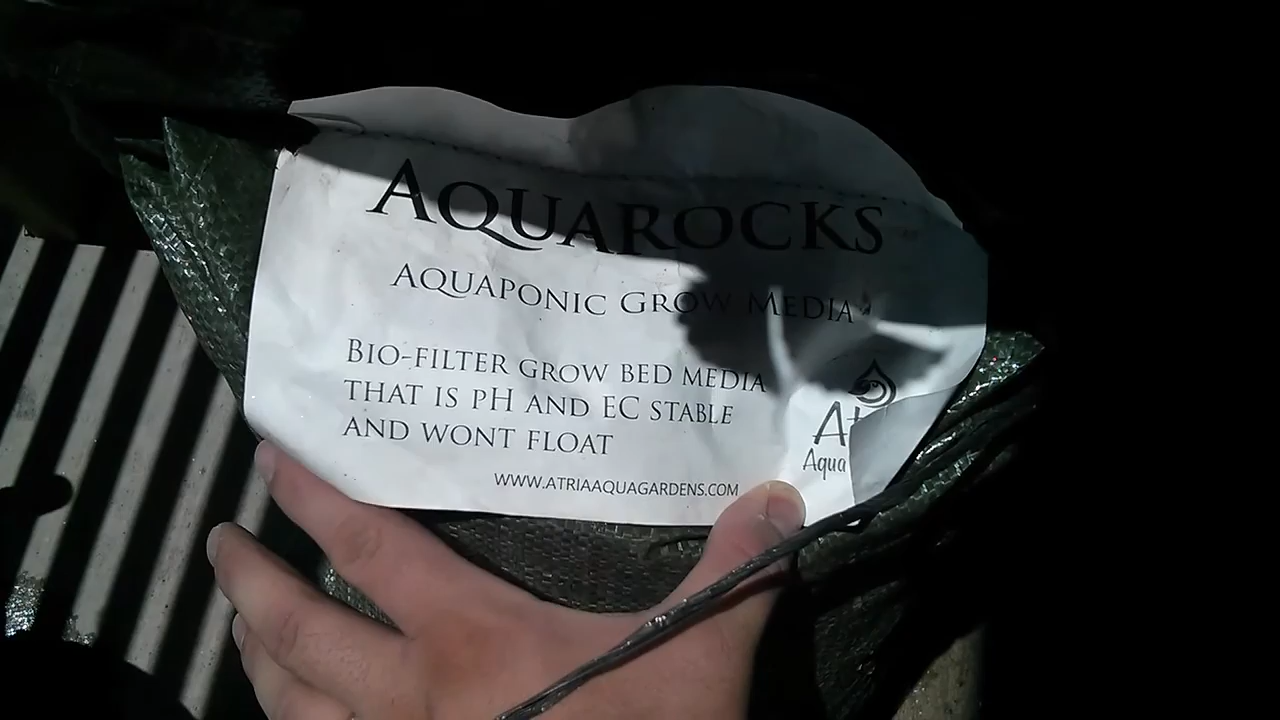 AQUAROCKS
AQUAPONIC GROW MEDIA
BIO-FILTER GROW BED MEDIA
THAT IS pH AND EC STABLE
AND WONT FLOAT
WWW.ATRIAAQUAGARDENS.COM
Aqua